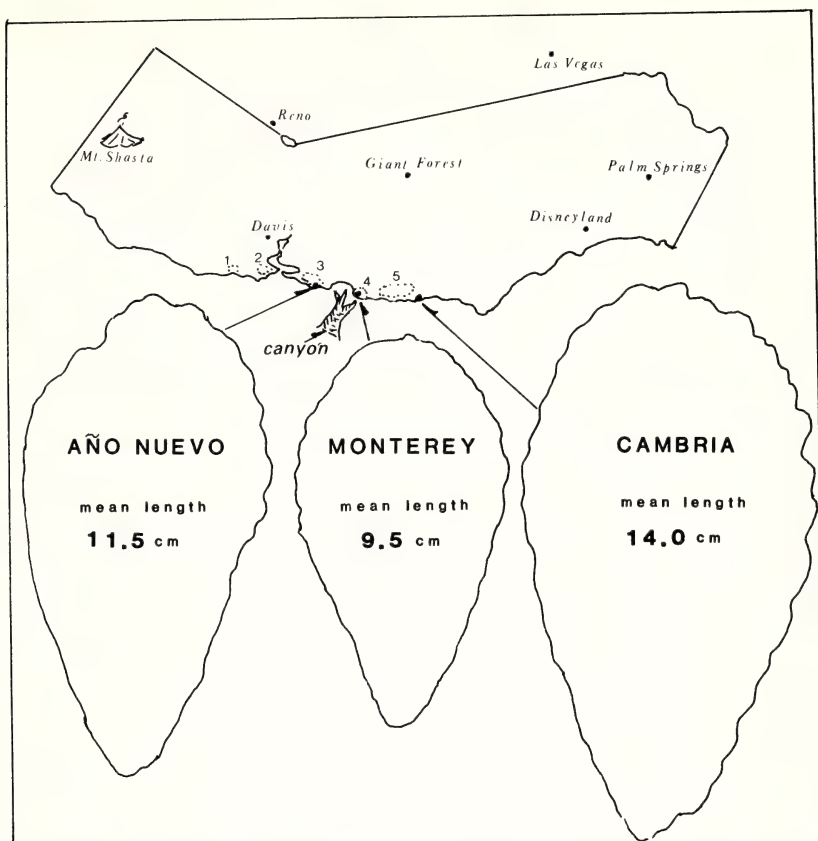 Las Vegas
Reno
Mt. Shasta
Giant Forest
Palm Springs
Davis
Disneyland
1 2 3 4 5
canyon
AÑO NUEVO
mean length
11.5 cm
MONTEREY
mean length
9.5 cm
CAMBRIA
mean length
14.0 cm